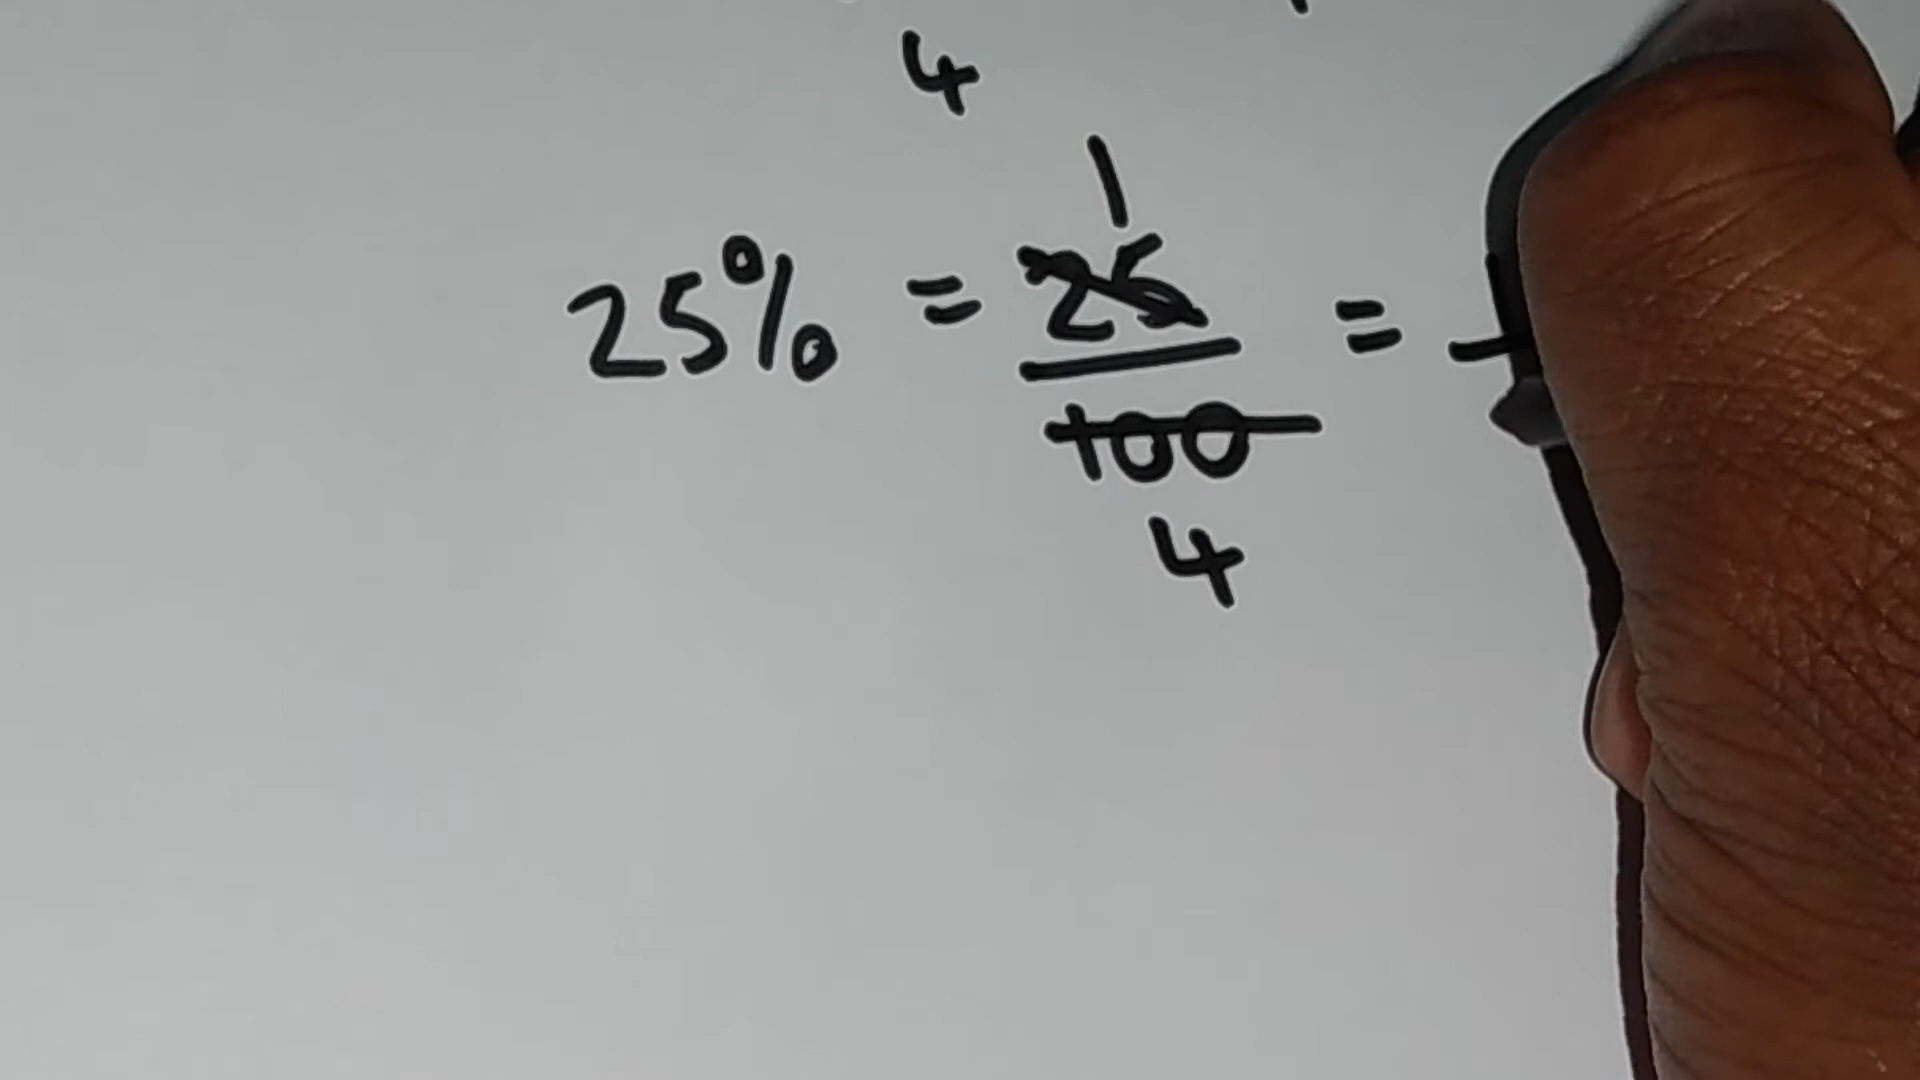 4
1
25% = 25/100 =
4